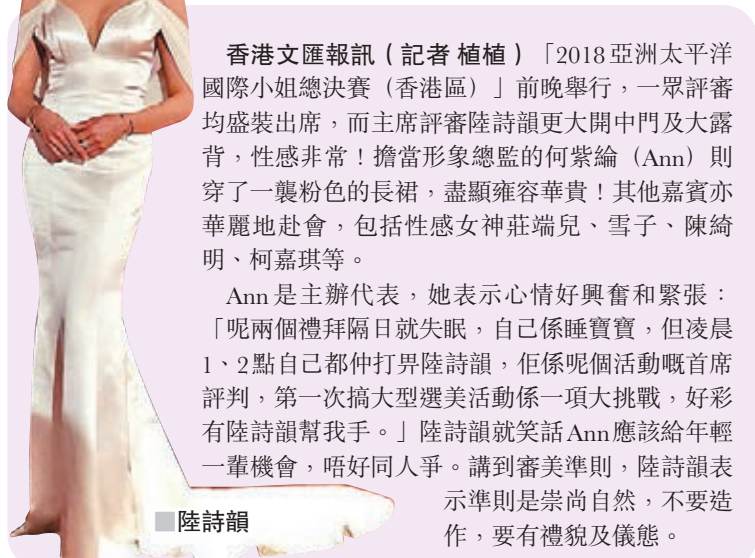 香港文匯報訊（記者 植植）「2018亞洲太平洋
國際小姐總決賽（香港區）」前晚舉行，一眾評審
均盛裝出席，而主席評審陸詩韻更大開中門及大露
背，性感非常！擔當形象總監的何紫綸（Ann）則
穿了一襲粉色的長裙，盡顯雍容華貴！其他嘉賓亦
華麗地赴會，包括性感女神莊端兒、雪子、陳綺
明、柯嘉琪等。
Ann是主辦代表，她表示心情好興奮和緊張：
「呢兩個禮拜隔日就失眠，自己係睡寶寶，但凌晨
1、2點自己都仲打畀陸詩韻，佢係呢個活動嘅首席
評判，第一次搞大型選美活動係一項大挑戰，好彩
有陸詩韻幫我手。」陸詩韻就笑話Ann應該給年輕
一輩機會，唔好同人爭。講到審美準則，陸詩韻表
示準則是崇尚自然，不要造
作，要有禮貌及儀態。
■陸詩韻